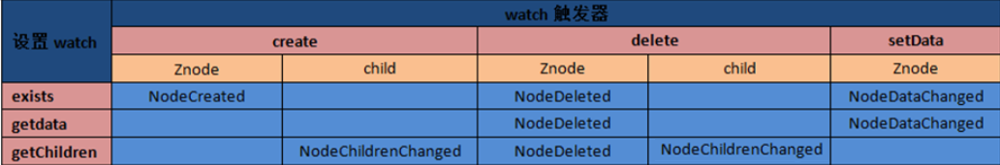 watch 触发器
设置 watch
create delete setData
Znode child Znode child Znode
exists NodeCreated NodeDeleted NodeDataChanged
getdata NodeDeleted NodeDataChanged
getChildren NodeChildrenChanged NodeDeleted NodeChildrenChanged